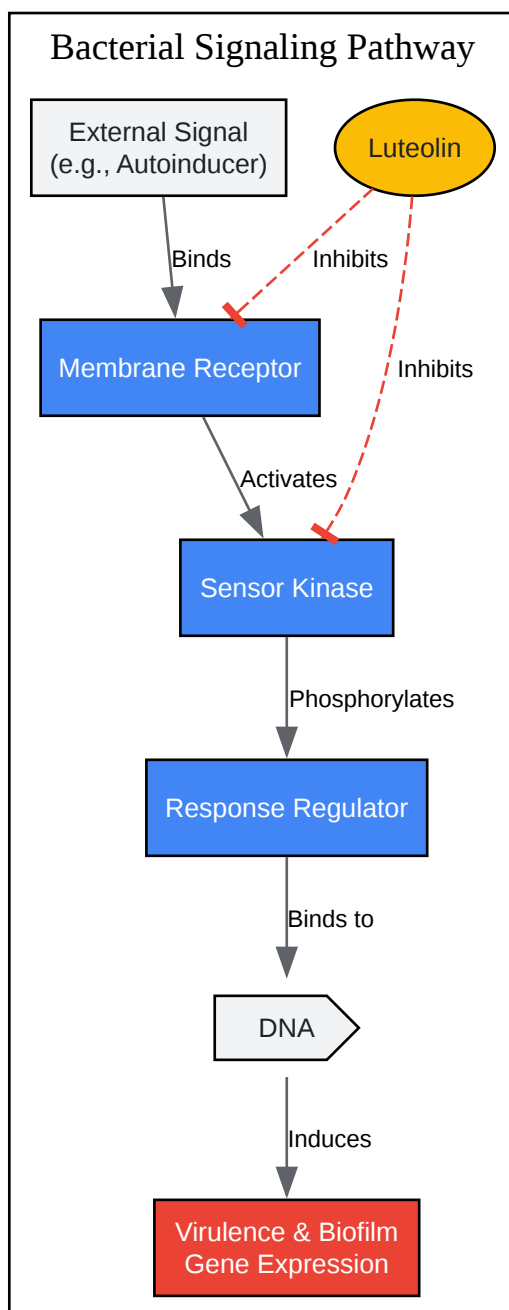 Bacterial Signaling Pathway
External Signal
(e.g., Autoinducer)
Luteolin
Binds
Inhibits
Membrane Receptor
Inhibits
Activates
Sensor Kinase
Phosphorylates
Response Regulator
Binds to
DNA
Induces
Virulence & Biofilm
Gene Expression